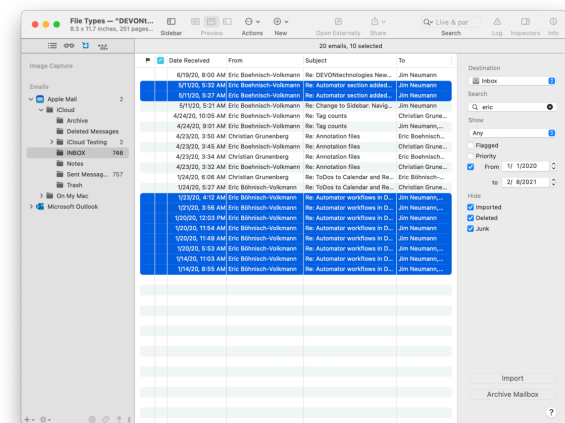 File Types — "DEVONt...
8.3 x 11.7 inches, 251 pages...
Sidebar
Preview
Actions
New
Open Externally
Share
Live & par
Search
Log
Inspectors
Info
20 emails, 10 selected
Image Capture
Emails
Apple Mail 2
iCloud
Archive
Deleted Messages
iCloud Testing 2
INBOX 746
Notes
Sent Messag... 757
Trash
On My Mac
Microsoft Outlook
Date Received From Subject To
6/19/20, 8:00 AM Eric Boehnisch-Volkmann Re: DEVONtechnologies New... Jim Neumann
5/11/20, 5:32 AM Eric Boehnisch-Volkmann Re: Automator section added... Jim Neumann
5/11/20, 5:27 AM Eric Boehnisch-Volkmann Re: Automator section added... Jim Neumann
5/11/20, 5:21 AM Eric Boehnisch-Volkmann Re: Change to Sidebar: Navig... Jim Neumann
4/24/20, 10:05 AM Eric Boehnisch-Volkmann Re: Tag counts Christian Grune...
4/24/20, 9:01 AM Eric Boehnisch-Volkmann Re: Tag counts Jim Neumann,...
4/23/20, 3:50 AM Christian Grunenberg Re: Annotation files Eric Boehnisch...
4/23/20, 3:45 AM Eric Boehnisch-Volkmann Re: Annotation files Christian Grune...
4/23/20, 3:34 AM Christian Grunenberg Re: Annotation files Eric Boehnisch...
4/23/20, 3:32 AM Eric Boehnisch-Volkmann Re: Annotation files Christian Grune...
1/24/20, 6:06 AM Christian Grunenberg Re: ToDos to Calendar and Re... Eric Böhnisch-...
1/24/20, 5:27 AM Eric Böhnisch-Volkmann Re: ToDos to Calendar and Re... Christian Grune...
1/23/20, 4:12 AM Eric Böhnisch-Volkmann Re: Automator workflows in D... Jim Neumann,...
1/21/20, 3:56 AM Eric Böhnisch-Volkmann Re: Automator workflows in D... Jim Neumann,...
1/20/20, 12:03 PM Eric Böhnisch-Volkmann Re: Automator workflows in D... Jim Neumann,...
1/20/20, 11:54 AM Eric Böhnisch-Volkmann Re: Automator workflows in D... Jim Neumann,...
1/20/20, 11:49 AM Eric Böhnisch-Volkmann Re: Automator workflows in D... Jim Neumann,...
1/20/20, 5:53 AM Eric Böhnisch-Volkmann Re: Automator workflows in D... Jim Neumann,...
1/14/20, 11:03 AM Eric Böhnisch-Volkmann Re: Automator workflows in D... Jim Neumann,...
1/14/20, 8:55 AM Eric Böhnisch-Volkmann Re: Automator workflows in D... Jim Neumann,...
Destination
Inbox
Search
eric
Show
Any
Flagged
Priority
From 1/ 1/2020
to 2/ 8/2021
Hide
Imported
Deleted
Junk
Import
Archive Mailbox
?